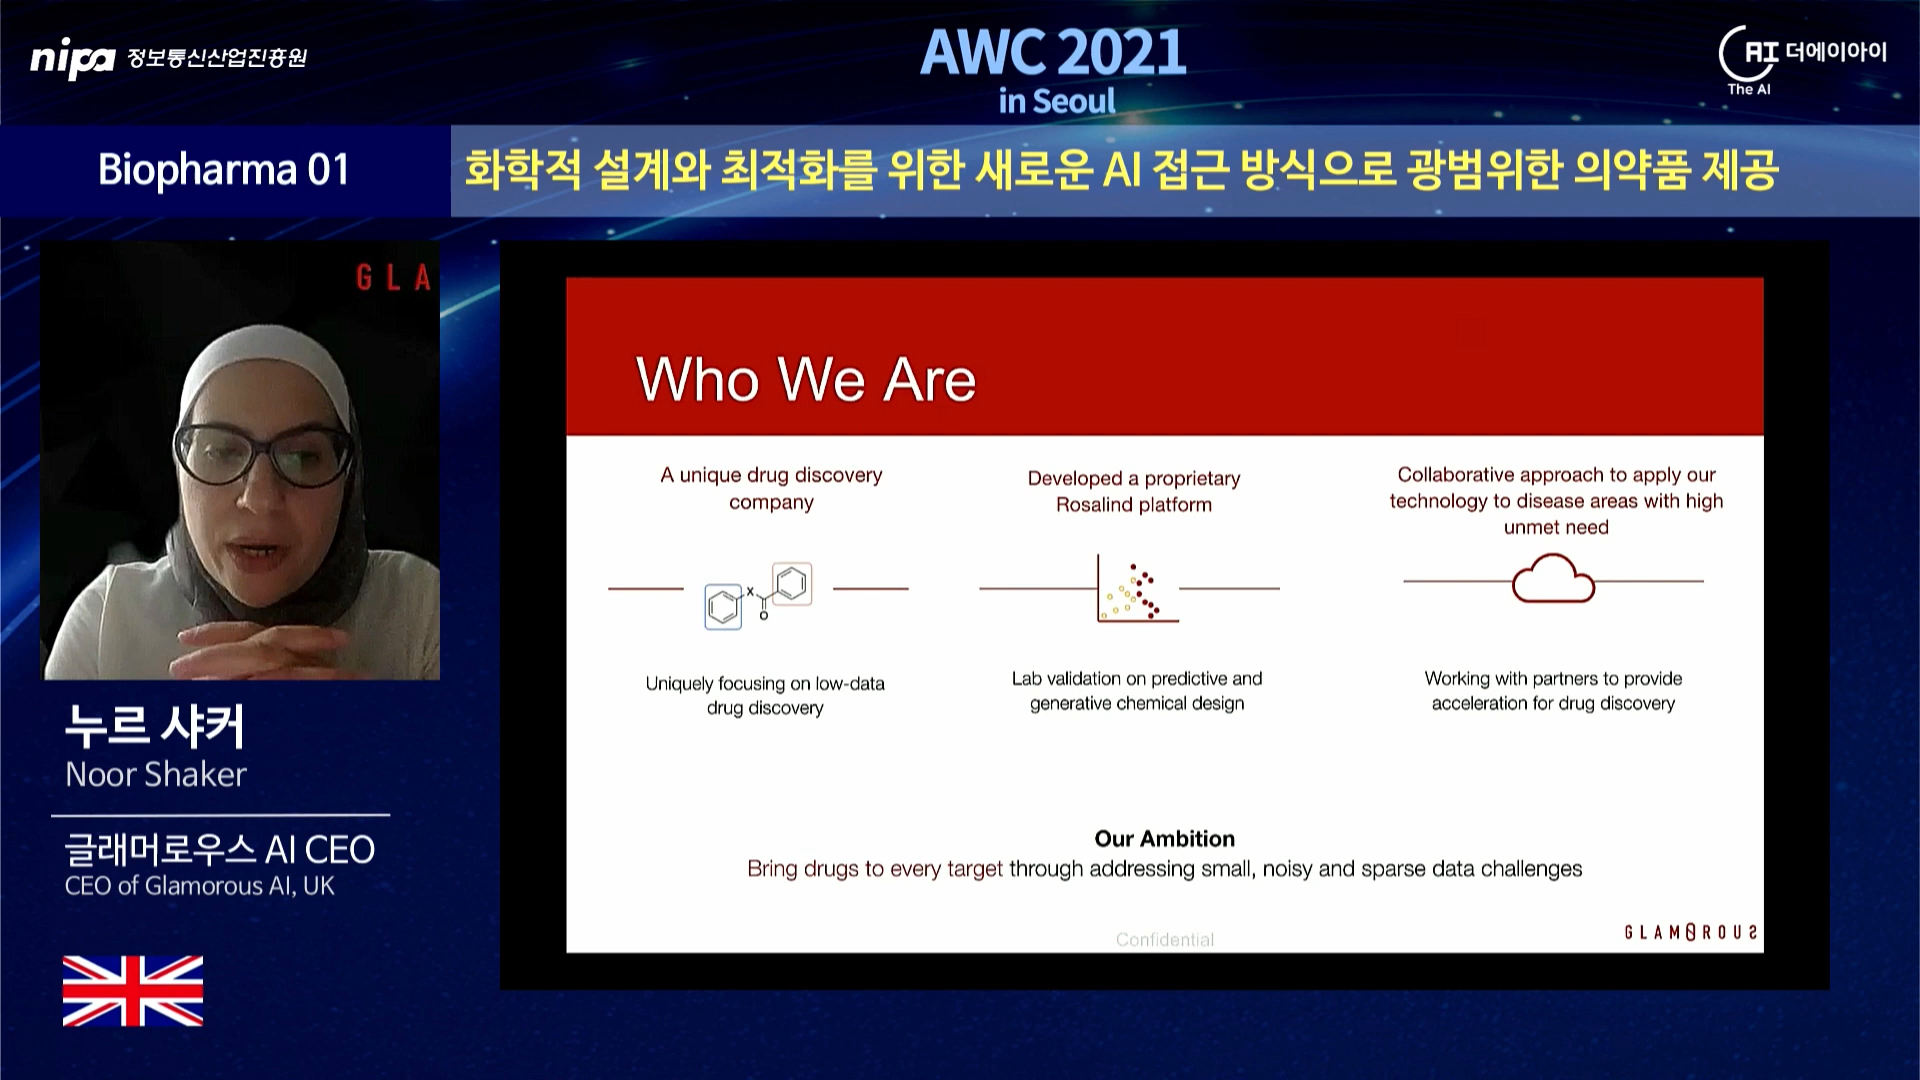 nipa 정보통신산업진흥원
AWC 2021
in Seoul
AI 더에이아이
The AI
Biopharma 01
화학적 설계와 최적화를 위한 새로운 AI 접근 방식으로 광범위한 의약품 제공
GLA
누르 샤커
Noor Shaker
글래머로우스 AI CEO
CEO of Glamorous AI, UK
Who We Are
A unique drug discovery
company
X
O
Uniquely focusing on low-data
drug discovery
Developed a proprietary
Rosalind platform
Lab validation on predictive and
generative chemical design
Collaborative approach to apply our
technology to disease areas with high
unmet need
Working with partners to provide
acceleration for drug discovery
Our Ambition
Bring drugs to every target through addressing small, noisy and sparse data challenges
Confidential
GLAMOROUS